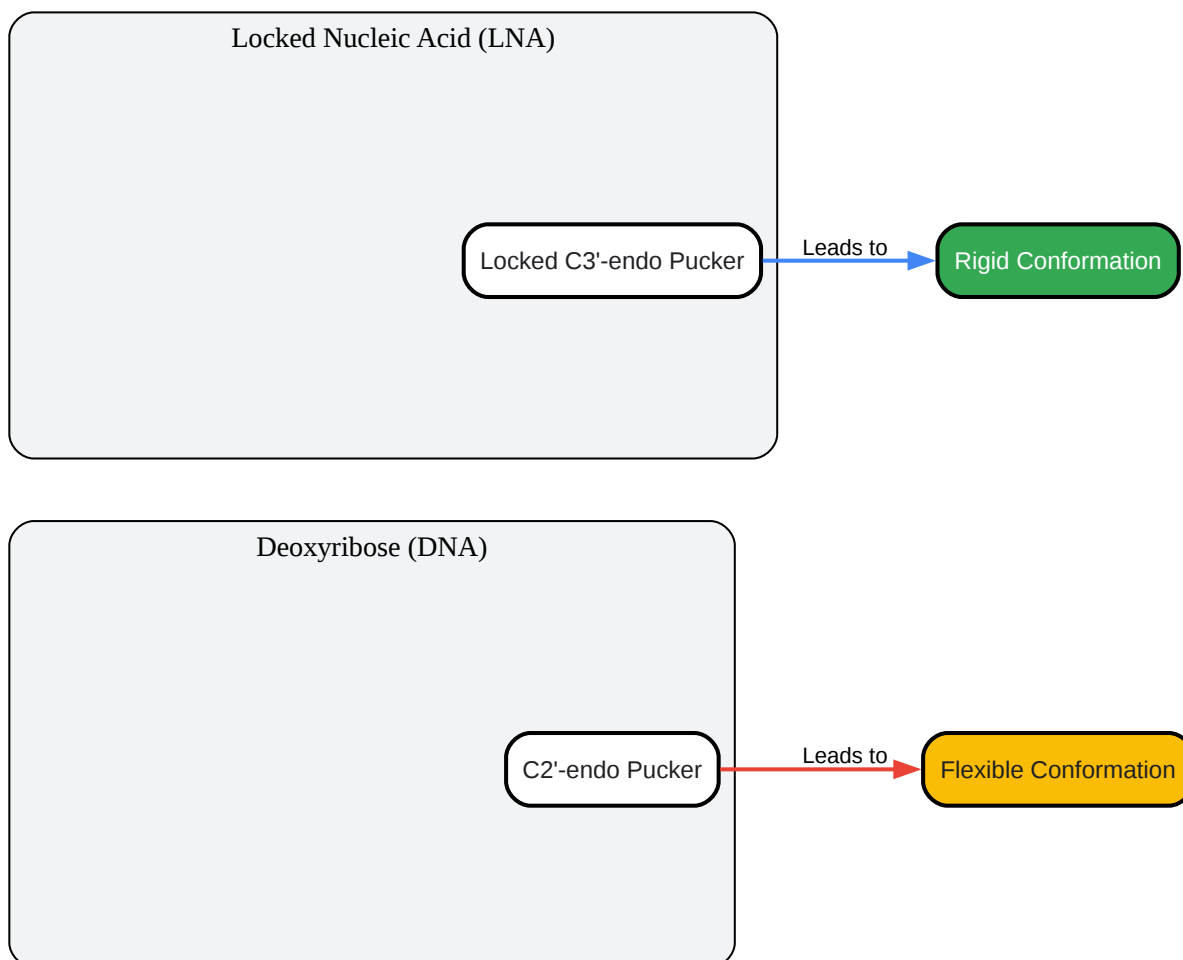 Locked Nucleic Acid (LNA)
Locked C3'-endo Pucker
Leads to
Rigid Conformation
Deoxyribose (DNA)
C2'-endo Pucker
Leads to
Flexible Conformation